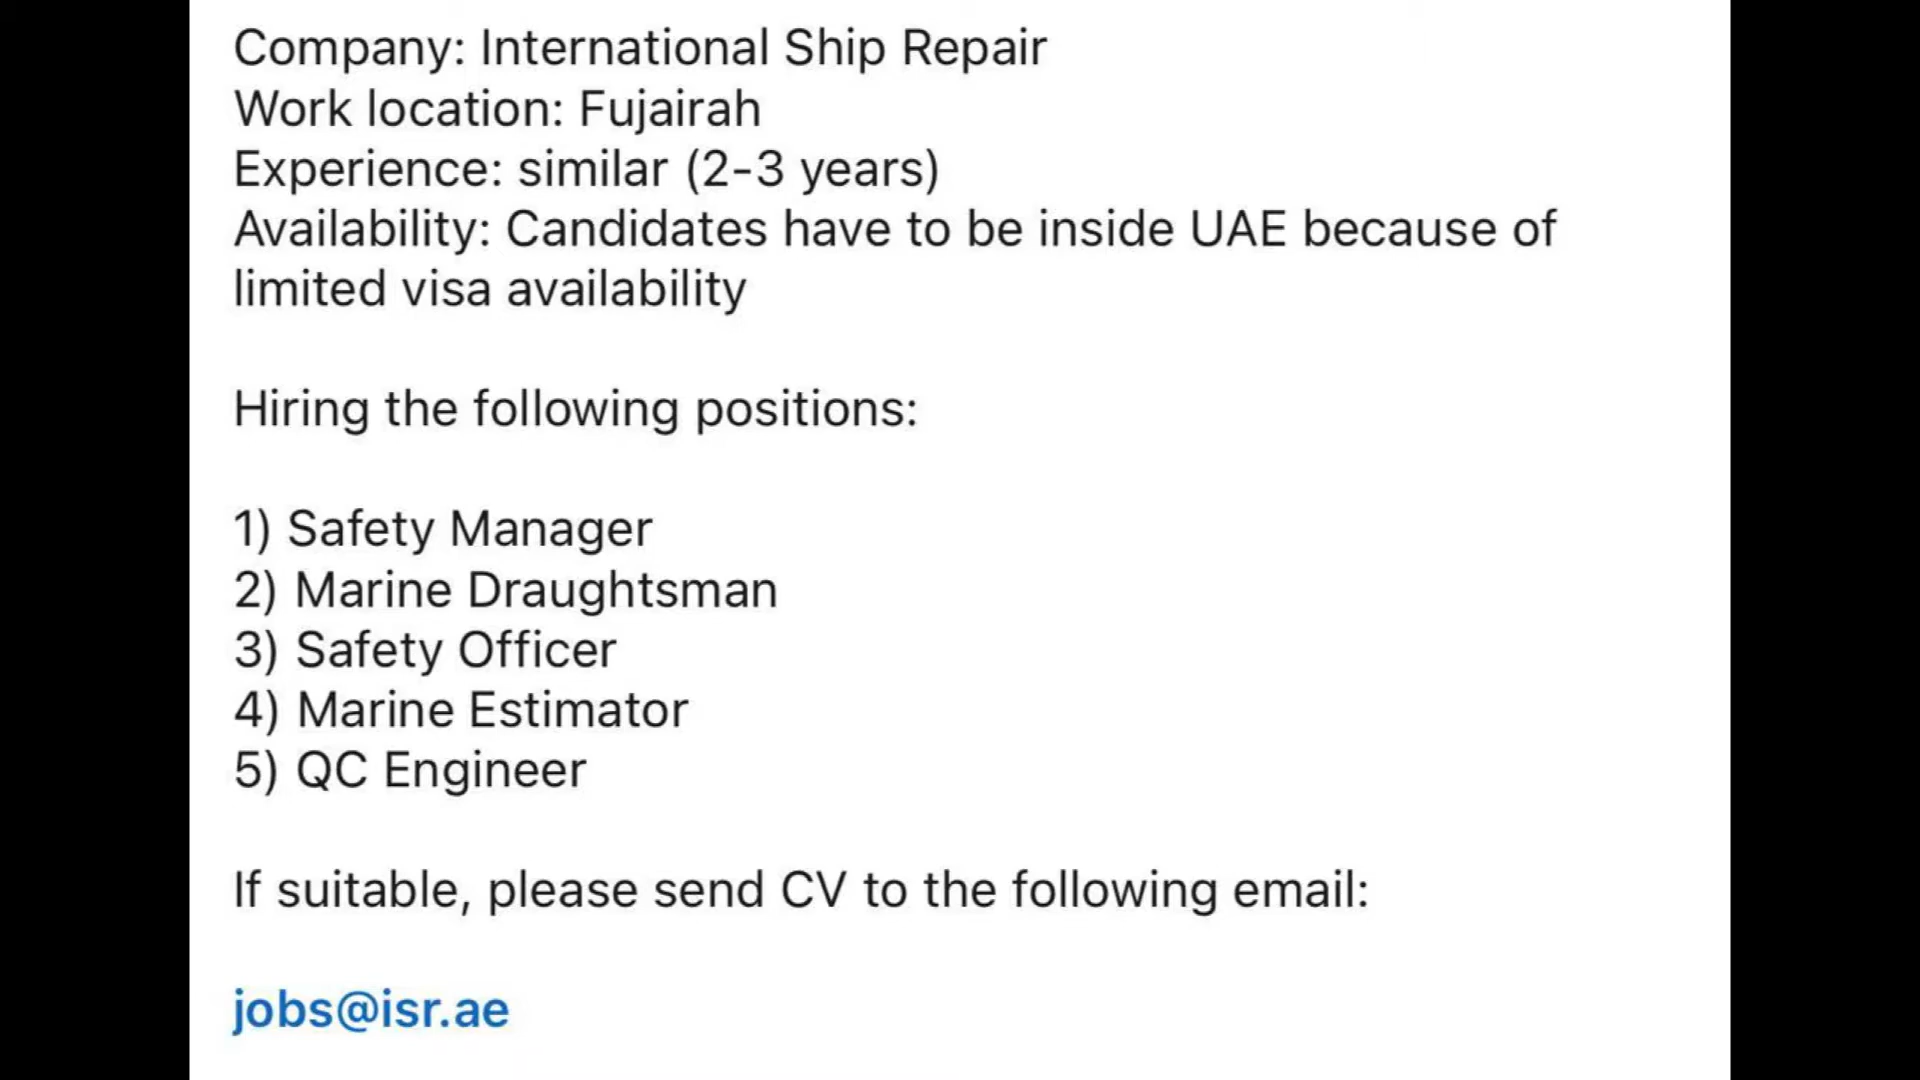 Company: International Ship Repair
Work location: Fujairah
Experience: similar (2-3 years)
Availability: Candidates have to be inside UAE because of
limited visa availability
Hiring the following positions:
1) Safety Manager
2) Marine Draughtsman
3) Safety Officer
4) Marine Estimator
5) QC Engineer
If suitable, please send CV to the following email:
jobs@isr.ae